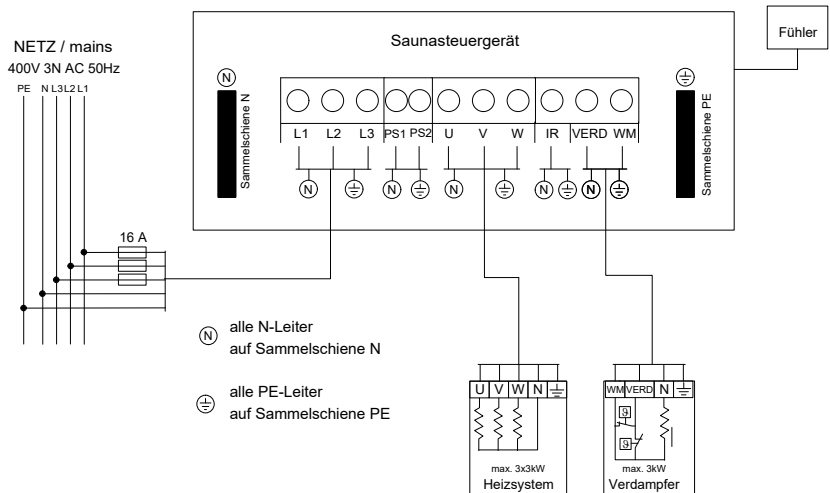 NETZ / mains
400V 3N AC 50Hz
PE N L3 L2 L1
16 A
Saunasteuergerät
Fühler
N
Sammelschiene N
Sammelschiene PE
L1 L2 L3 PS1 PS2 U V W IR VERD WM
N N N N N
N alle N-Leiter
auf Sammelschiene N
alle PE-Leiter
auf Sammelschiene PE
U V W N
max. 3x3kW
Heizsystem
WM VERD N
ϑ
ϑ
max. 3kW
Verdampfer